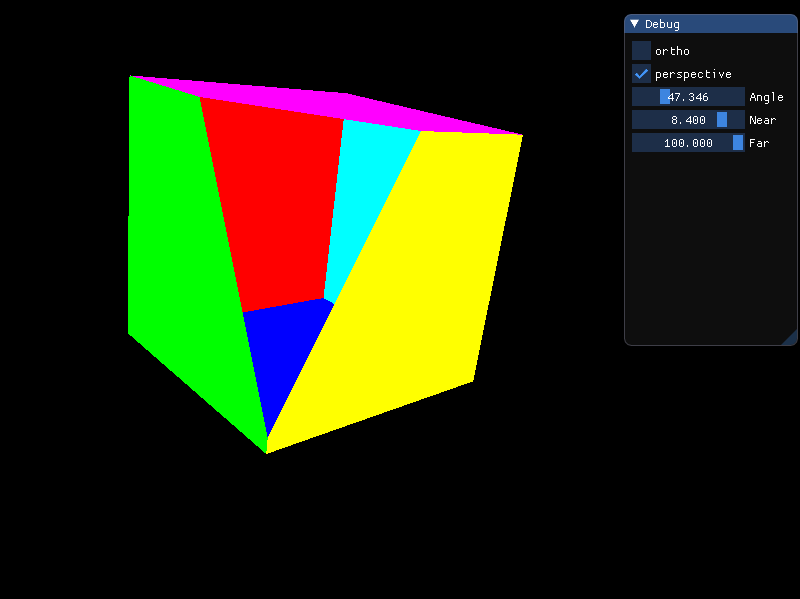 Debug
ortho
perspective
47.346 Angle
8.400 Near
100.000 Far